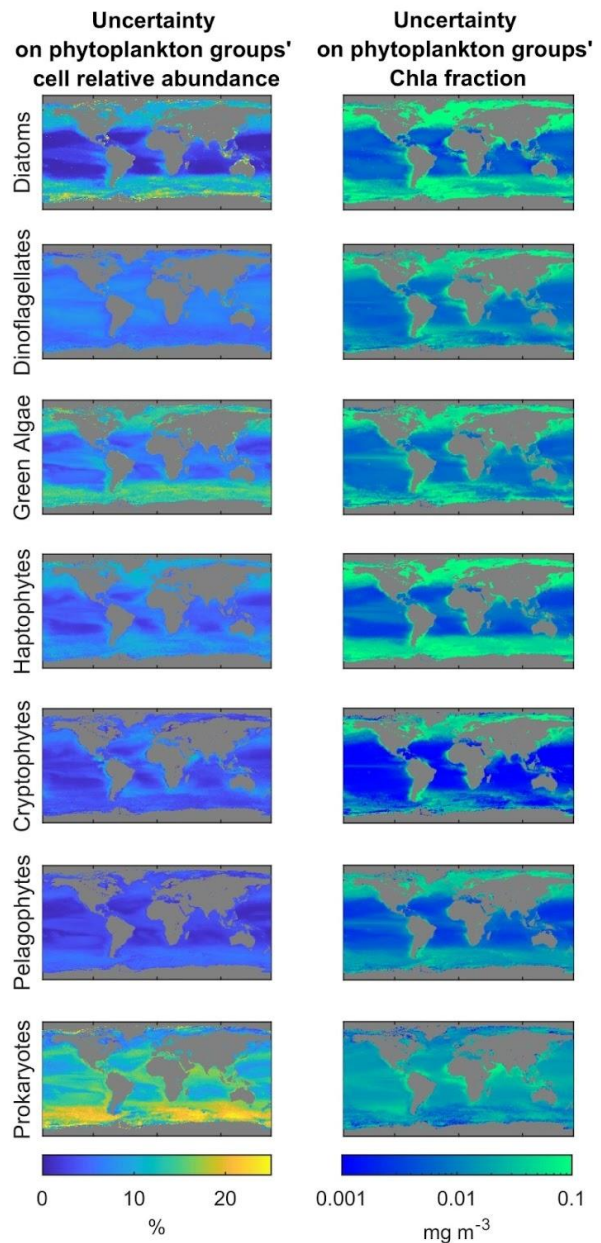 Uncertainty
on phytoplankton groups'
cell relative abundance
Uncertainty
on phytoplankton groups'
Chla fraction
Diatoms
Dinoflagellates
Green Algae
Haptophytes
Cryptophytes
Pelagophytes
Prokaryotes
0 10 20
%
0.001 0.01 0.1
mg m⁻³